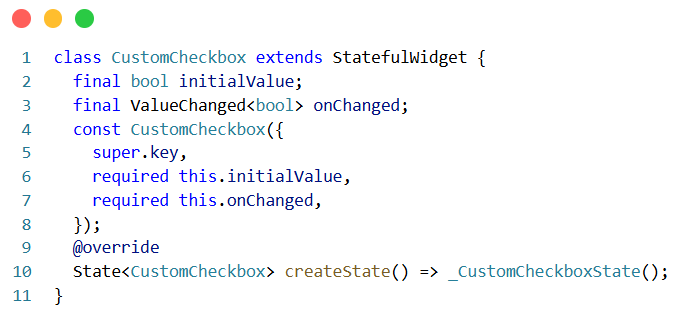 1 class CustomCheckbox extends StatefulWidget {
2   final bool initialValue;
3   final ValueChanged<bool> onChanged;
4   const CustomCheckbox({
5     super.key,
6     required this.initialValue,
7     required this.onChanged,
8   });
9   @override
10   State<CustomCheckbox> createState() => _CustomCheckboxState();
11 }